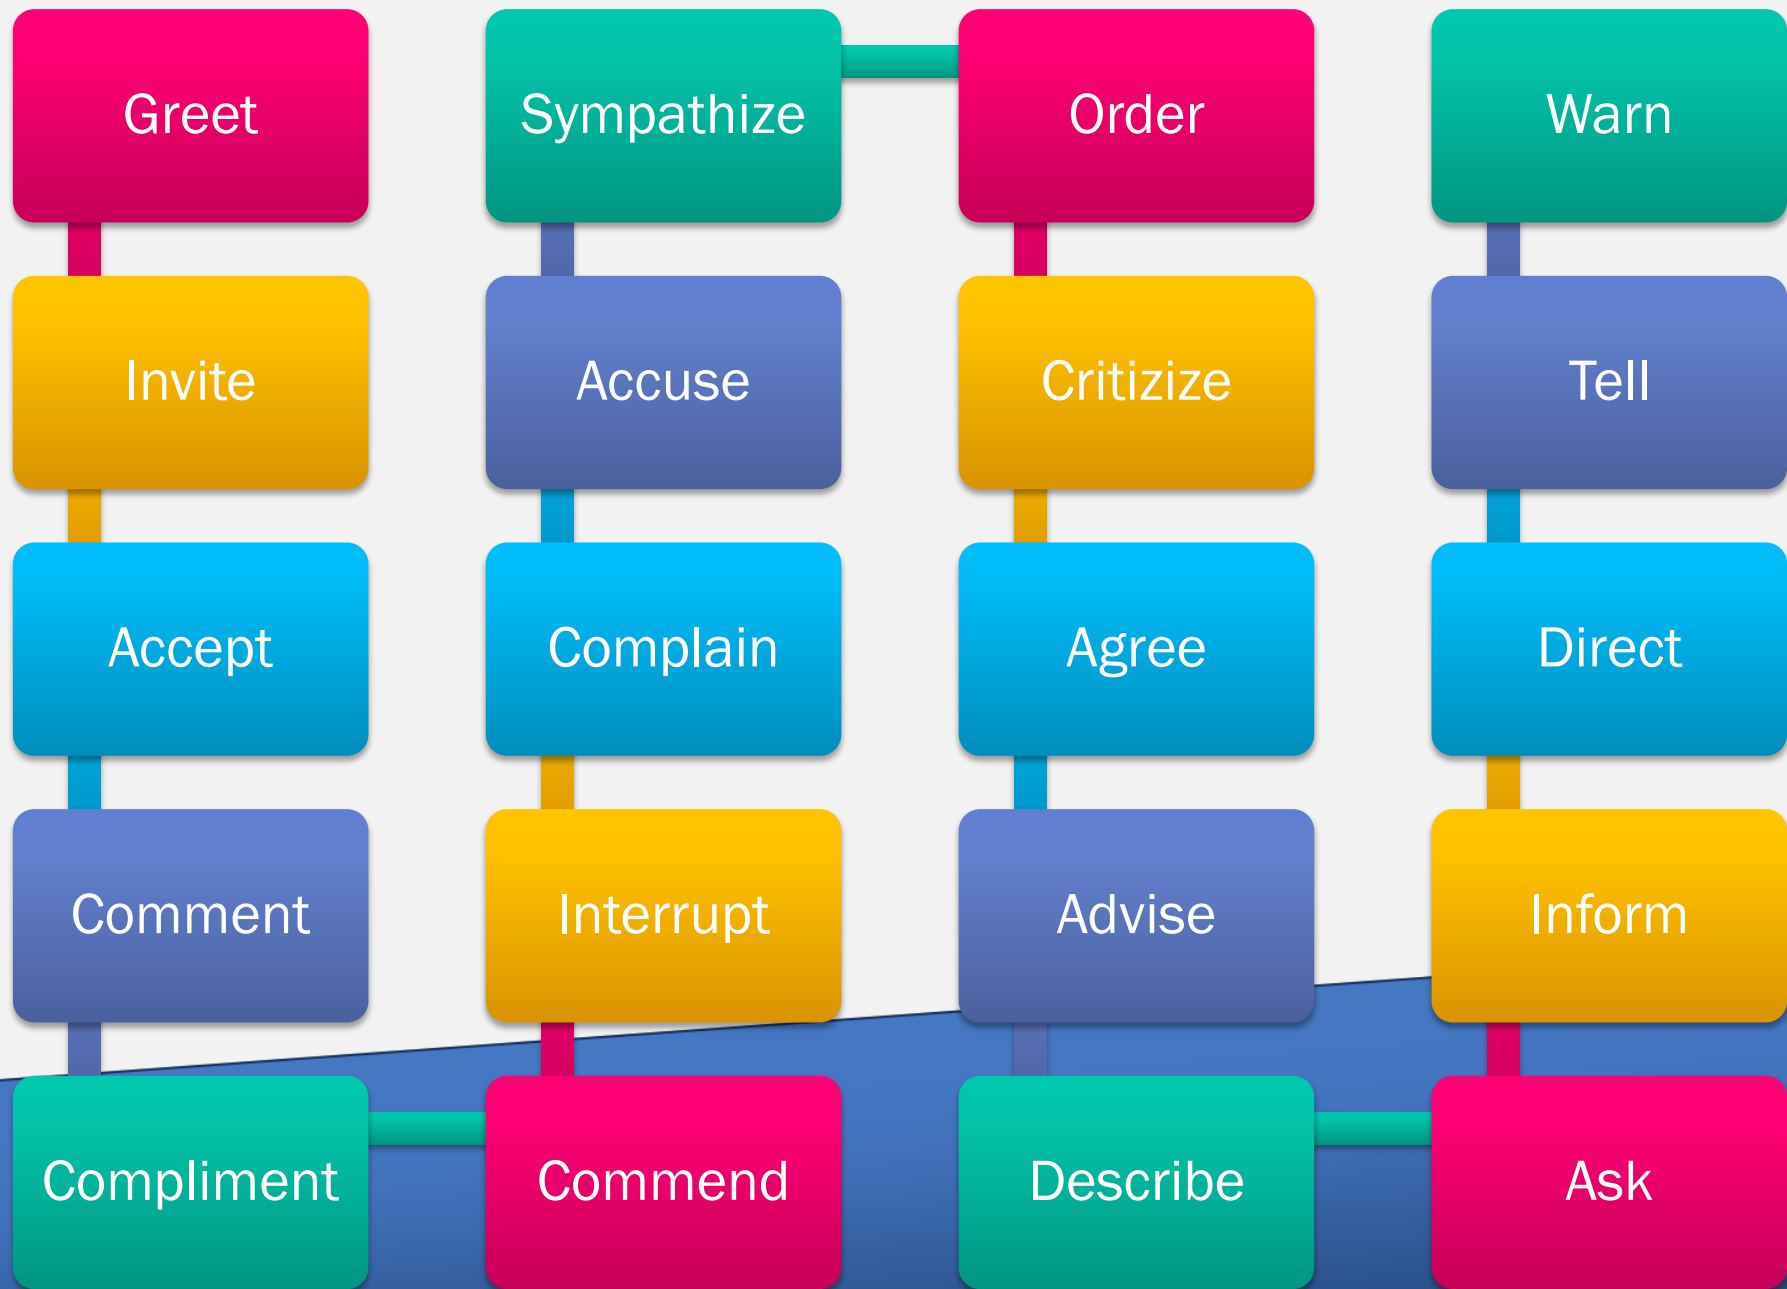 Greet
Invite
Accept
Comment
Compliment
Commend
Interrupt
Complain
Accuse
Sympathize
Order
Critizize
Agree
Advise
Describe
Ask
Inform
Direct
Tell
Warn